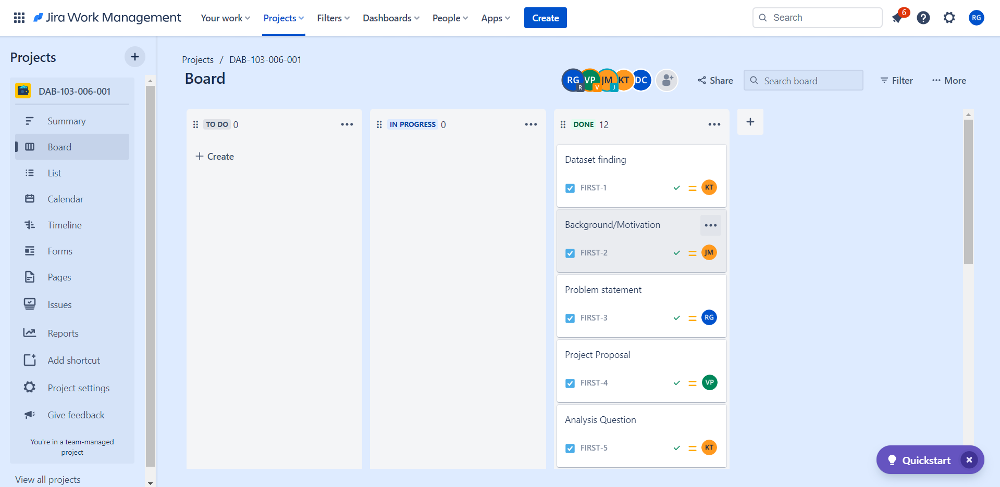 Jira Work Management
Your work
Projects
Filters
Dashboards
People
Apps
Create
Search
6
RG
Projects
DAB-103-006-001
Summary
Board
List
Calendar
Timeline
Forms
Pages
Issues
Reports
Add shortcut
Project settings
Give feedback
You're in a team-managed
project
View all projects
Projects / DAB-103-006-001
Board
RG R VP V JM J KT DC
Share
Search board
Filter
More
TO DO 0
Create
IN PROGRESS 0
DONE 12
Dataset finding
FIRST-1 KT
Background/Motivation
FIRST-2 JM
Problem statement
FIRST-3 RG
Project Proposal
FIRST-4 VP
Analysis Question
FIRST-5 KT
Quickstart